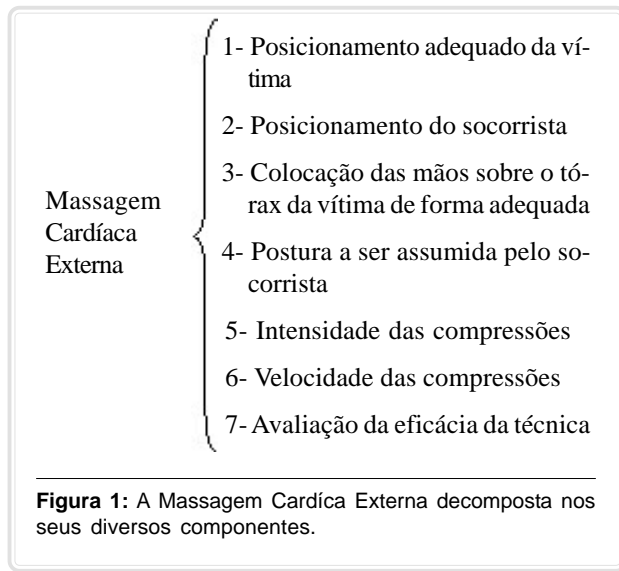 Massagem
Cardíaca
Externa
1- Posicionamento adequado da ví-
tima
2- Posicionamento do socorrista
3- Colocação das mãos sobre o tó-
rax da vítima de forma adequada
4- Postura a ser assumida pelo so-
corrista
5- Intensidade das compressões
6- Velocidade das compressões
7- Avaliação da eficácia da técnica
Figura 1: A Massagem Cardíca Externa decomposta nos
seus diversos componentes.